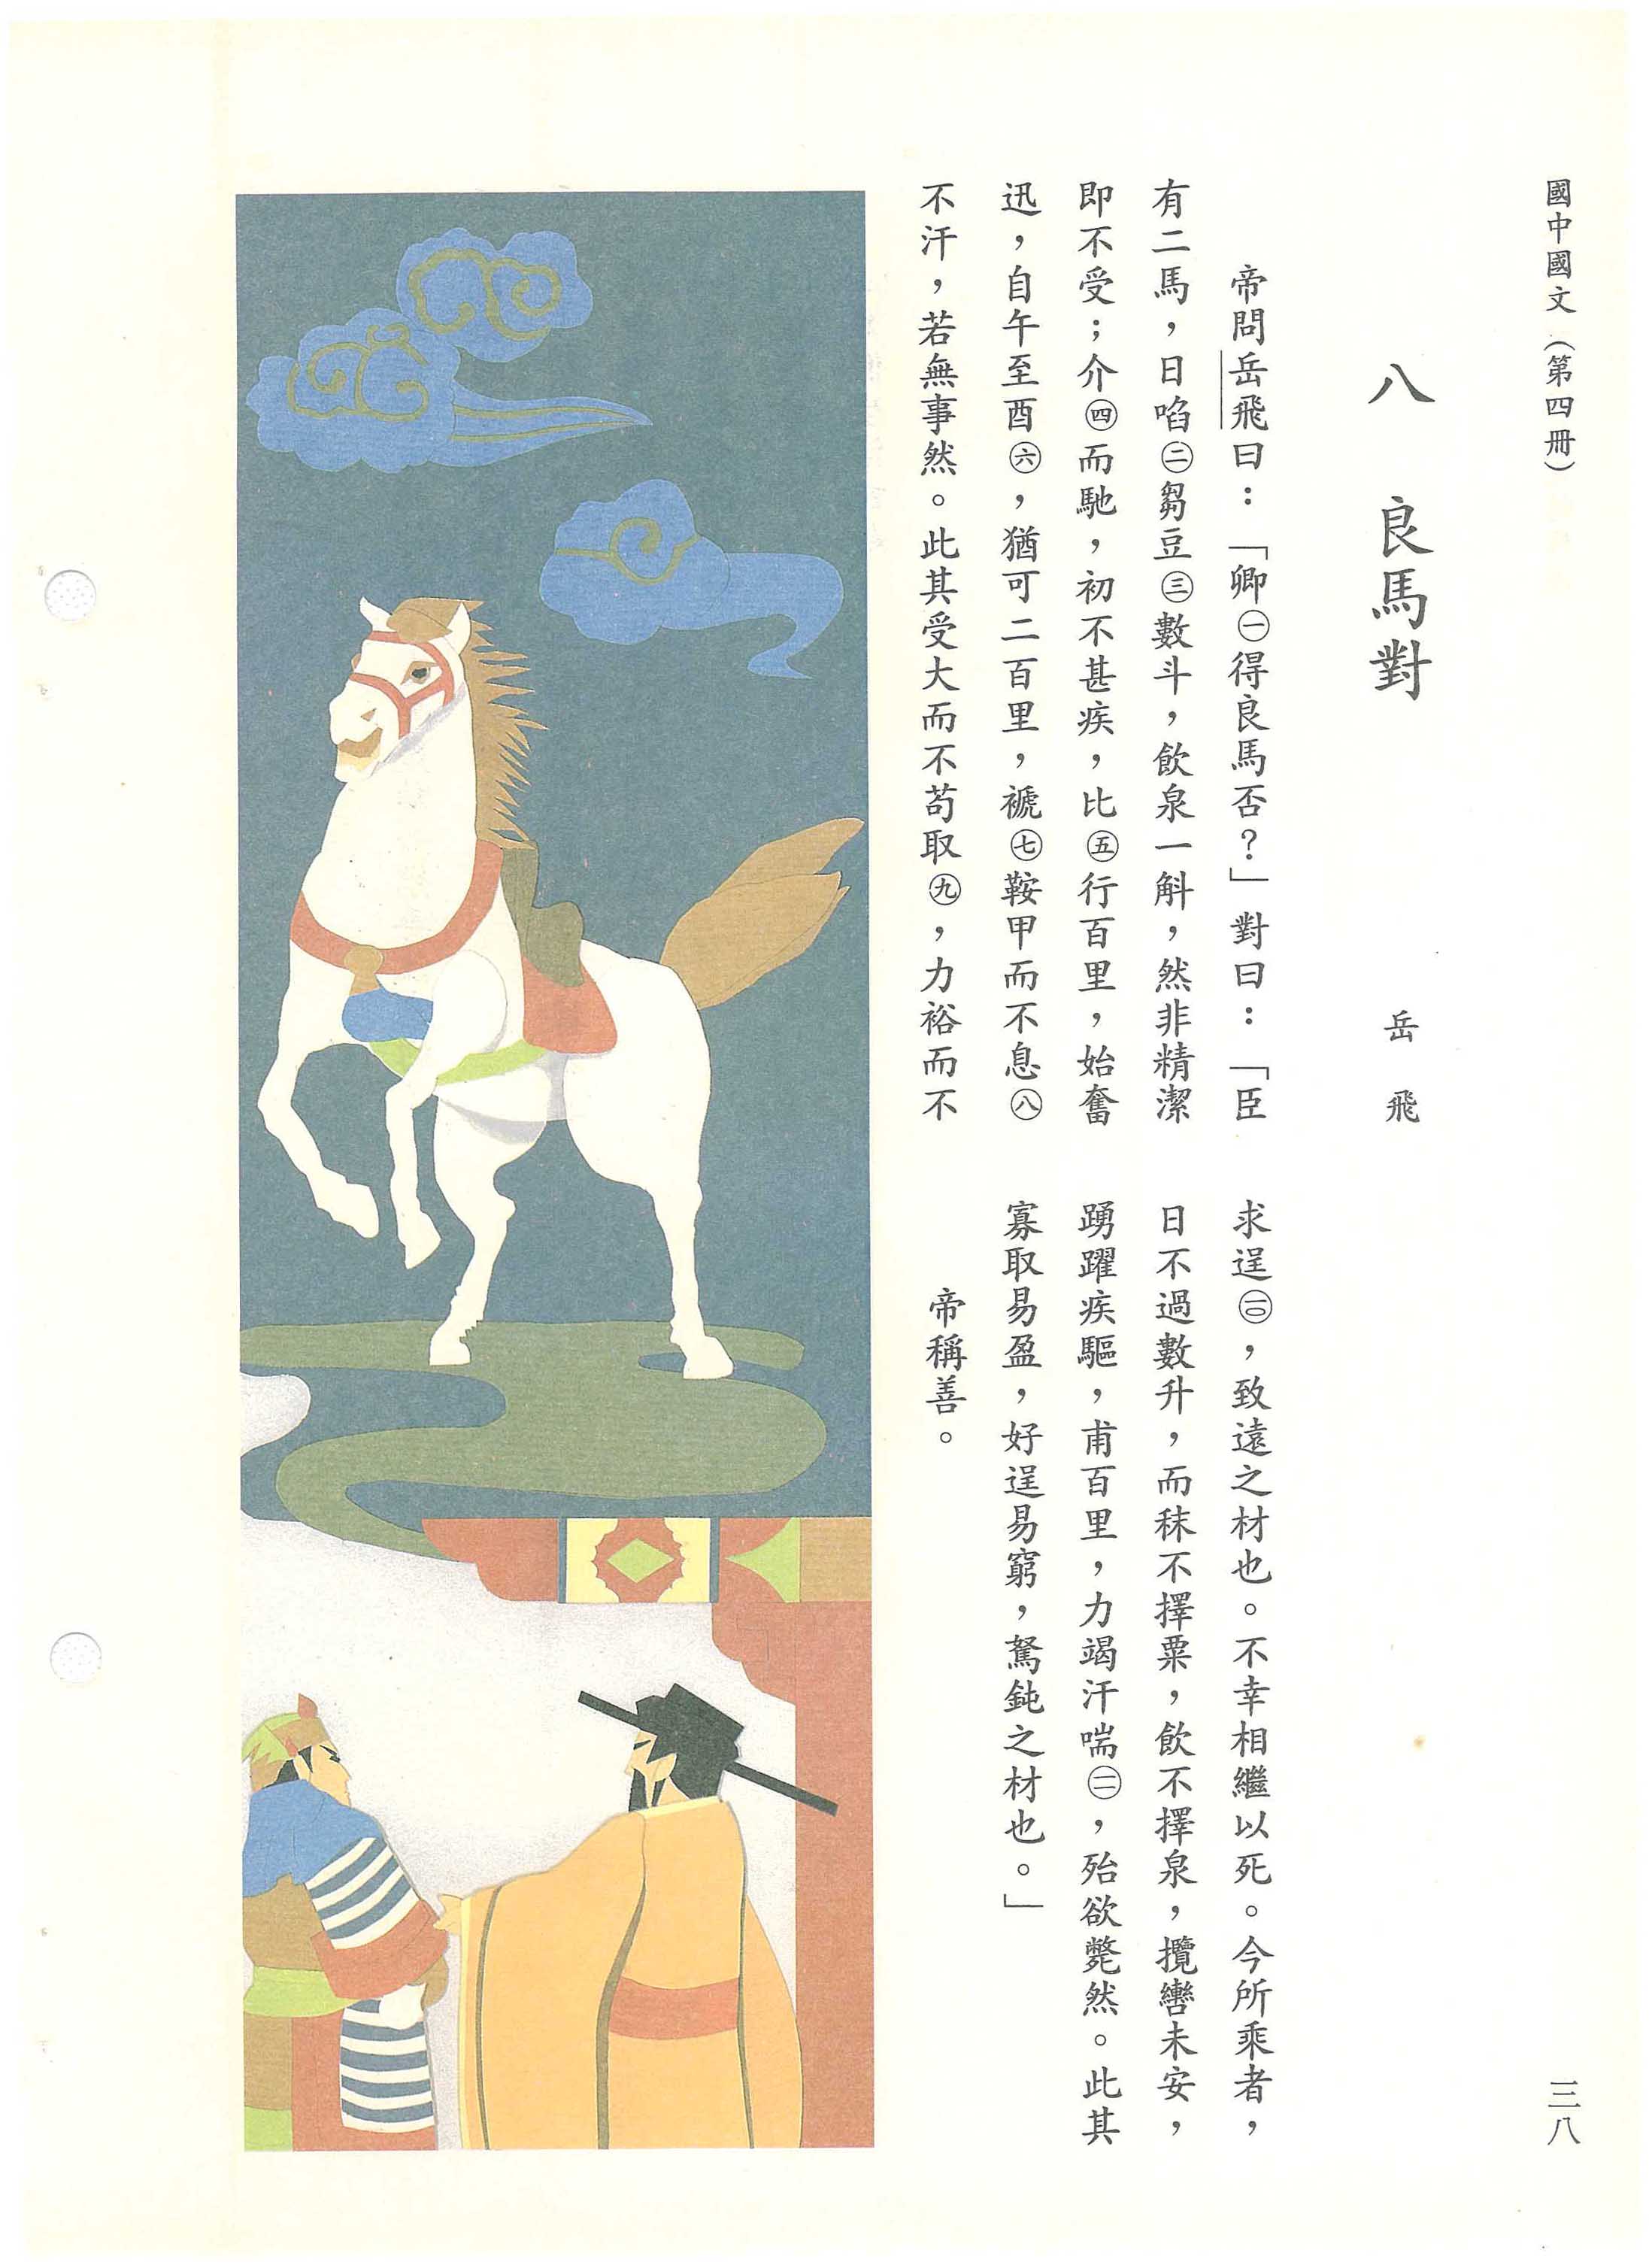 國中國文（第四冊）
三八
八　良馬對
岳飛
帝問岳飛曰：「卿㊀得良馬否？」對曰：「臣
有二馬，日啗㊁芻豆㊂數斗，飲泉一斛，然非精潔
即不受；介㊃而馳，初不甚疾，比㊄行百里，始奮
迅，自午至酉㊅，猶可二百里，褫㊆鞍甲而不息㊇
不汗，若無事然。此其受大而不苟取㊈，力裕而不
求逞㊉，致遠之材也。不幸相繼以死。今所乘者，
日不過數升，而秣不擇粟，飲不擇泉，攬轡未安，
踴躍疾驅，甫百里，力竭汗喘⑪，殆欲斃然。此其
寡取易盈，好逞易窮，駑鈍之材也。」
帝稱善。